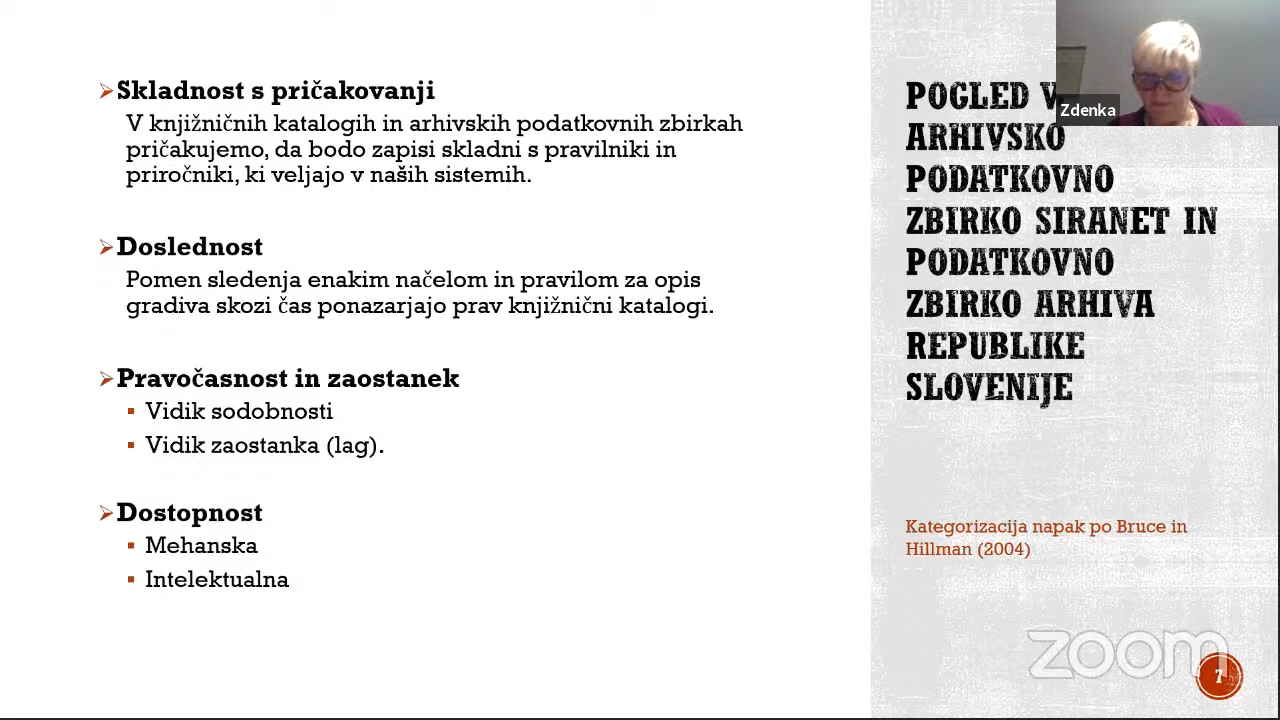 Skladnost s pričakovanji
V knjižničnih katalogih in arhivskih podatkovnih zbirkah
pričakujemo, da bodo zapisi skladni s pravilniki in
priročniki, ki veljajo v naših sistemih.
Doslednost
Pomen sledenja enakim načelom in pravilom za opis
gradiva skozi čas ponazarjajo prav knjižnični katalogi.
Pravočasnost in zaostanek
Vidik sodobnosti
Vidik zaostanka (lag).
Dostopnost
Mehanska
Intelektualna
POGLED V
ARHIVSKO
PODATKOVNO
ZBIRKO SIRANET IN
PODATKOVNO
ZBIRKO ARHIVA
REPUBLIKE
SLOVENIJE
Zdenka
Kategorizacija napak po Bruce in
Hillman (2004)
zoom
7